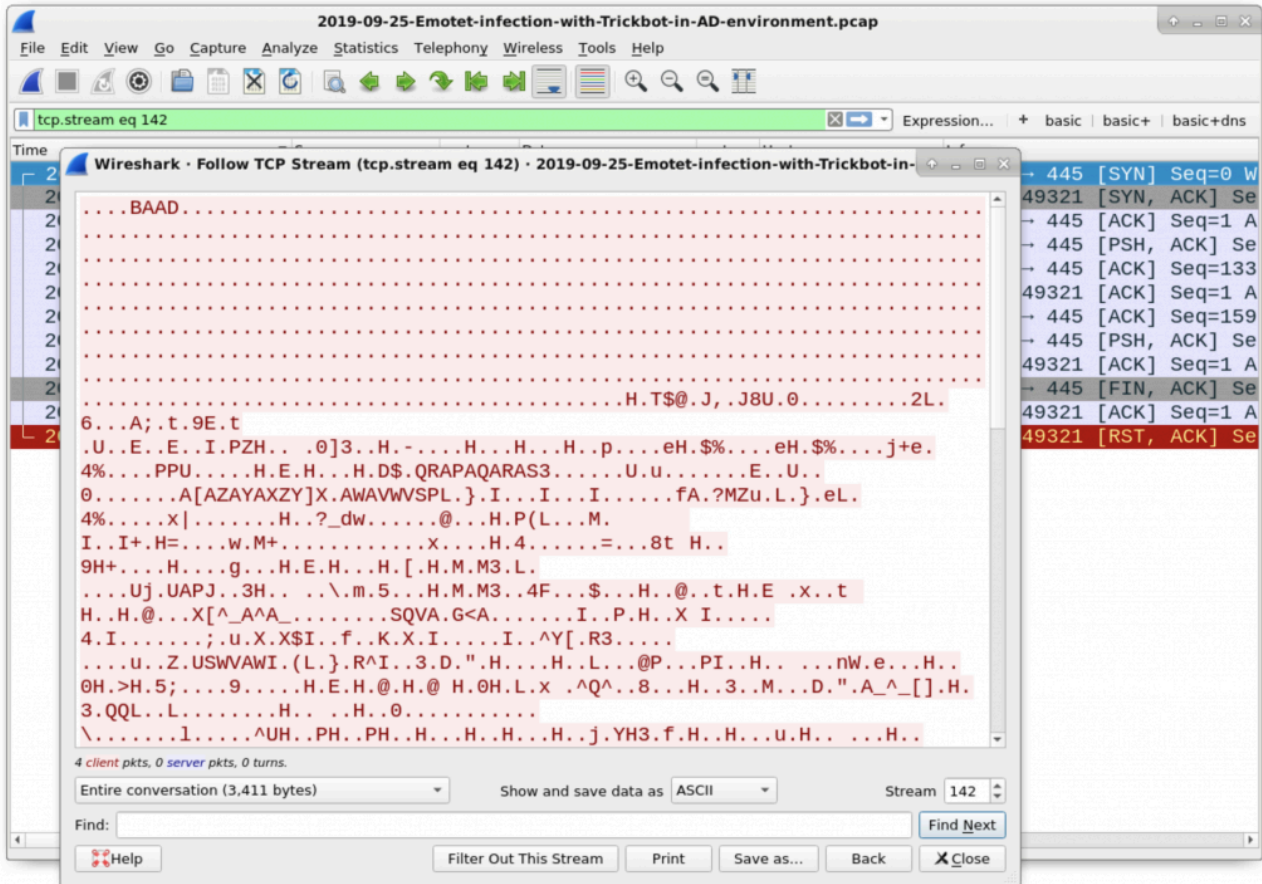 2019-09-25-Emotet-infection-with-Trickbot-in-AD-environment.pcap
File Edit View Go Capture Analyze Statistics Telephony Wireless Tools Help
tcp.stream eq 142
Expression... + basic basic+ basic+dns
Time
Wireshark · Follow TCP Stream (tcp.stream eq 142) · 2019-09-25-Emotet-infection-with-Trickbot-in-
→ 445 [SYN] Seq=0 W
49321 [SYN, ACK] Se
→ 445 [ACK] Seq=1 A
→ 445 [PSH, ACK] Se
→ 445 [ACK] Seq=133
49321 [ACK] Seq=1 A
→ 445 [ACK] Seq=159
→ 445 [PSH, ACK] Se
49321 [ACK] Seq=1 A
→ 445 [FIN, ACK] Se
49321 [ACK] Seq=1 A
49321 [RST, ACK] Se
....BAAD....
H.T$@.J,.J8U.0.........2L.
6...A;.t.9E.t
.U..E..E..I.PZH.. .0]3..H.-....H...H...H..p....eH.$%....eH.$%....j+e.
4%....PPU.....H.E.H...H.D$.QRAPAQARAS3.......U.u.......E..U..
0.......A[AZAYAXZY]X.AWAVWVSPL.}.I...I...I......fA.?MZu.L.}.eL.
4%.....x|.......H..?_dw......@...H.P(L...M.
I..I+.H=....w.M+............x....H.4......=...8t H..
9H+....H....g...H.E.H...H.[.H.M.M3.L.
....Uj.UAPJ..3H.. ..\.m.5...H.M.M3..4F...$...H..@..t.H.E .x..t
H..H.@...X[^_A^A_........SQVA.G<A.......I..P.H..X I.....
4.I.......;.u.X.X$I..f..K.X.I.....I..^Y[.R3.....
....u..Z.USWVAWI.(L.}.R^I..3.D.".H....H..L...@P...PI..H.. ...nW.e...H..
0H.>H.5;....9.....H.E.H.@.H.@ H.0H.L.x .^Q^..8...H..3..M...D.".A_^_[].H.
3.QQL..L........H.. ..H..0...........
\.......l.....^UH..PH..PH..H...H..H...H..j.YH3.f.H..H...u.H.. ...H..
4 client pkts, 0 server pkts, 0 turns.
Entire conversation (3,411 bytes) Show and save data as ASCII Stream 142
Find: Find Next
Help Filter Out This Stream Print Save as... Back Close